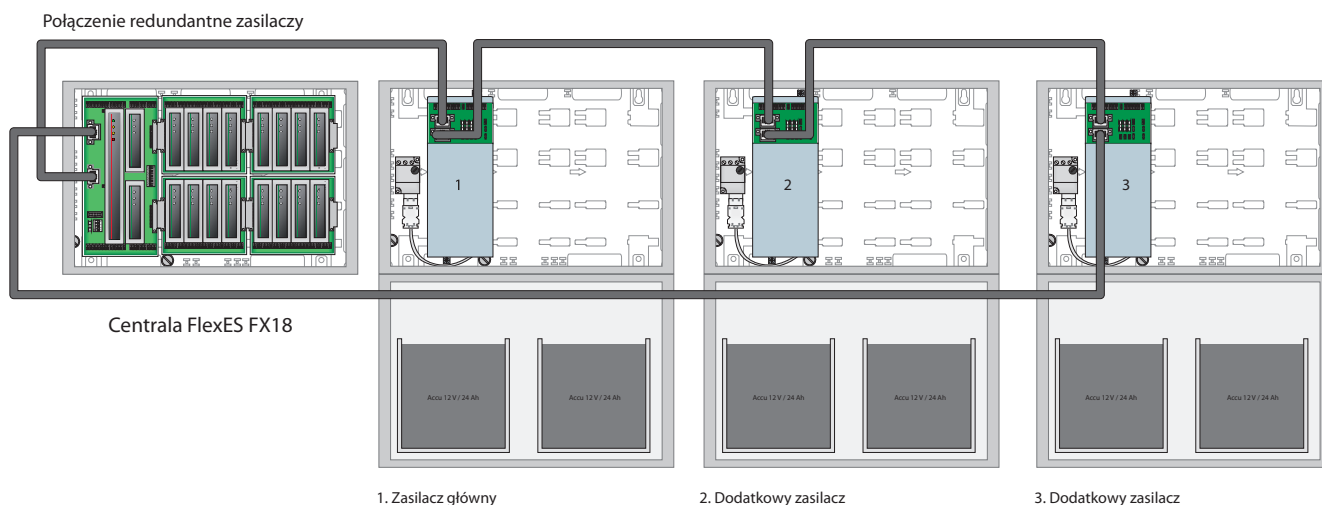 Połączenie redundantne zasilaczy
1
2
3
Centrala FlexES FX18
Accu 12 V / 24 Ah
Accu 12 V / 24 Ah
Accu 12 V / 24 Ah
Accu 12 V / 24 Ah
Accu 12 V / 24 Ah
Accu 12 V / 24 Ah
1. Zasilacz główny
2. Dodatkowy zasilacz
3. Dodatkowy zasilacz